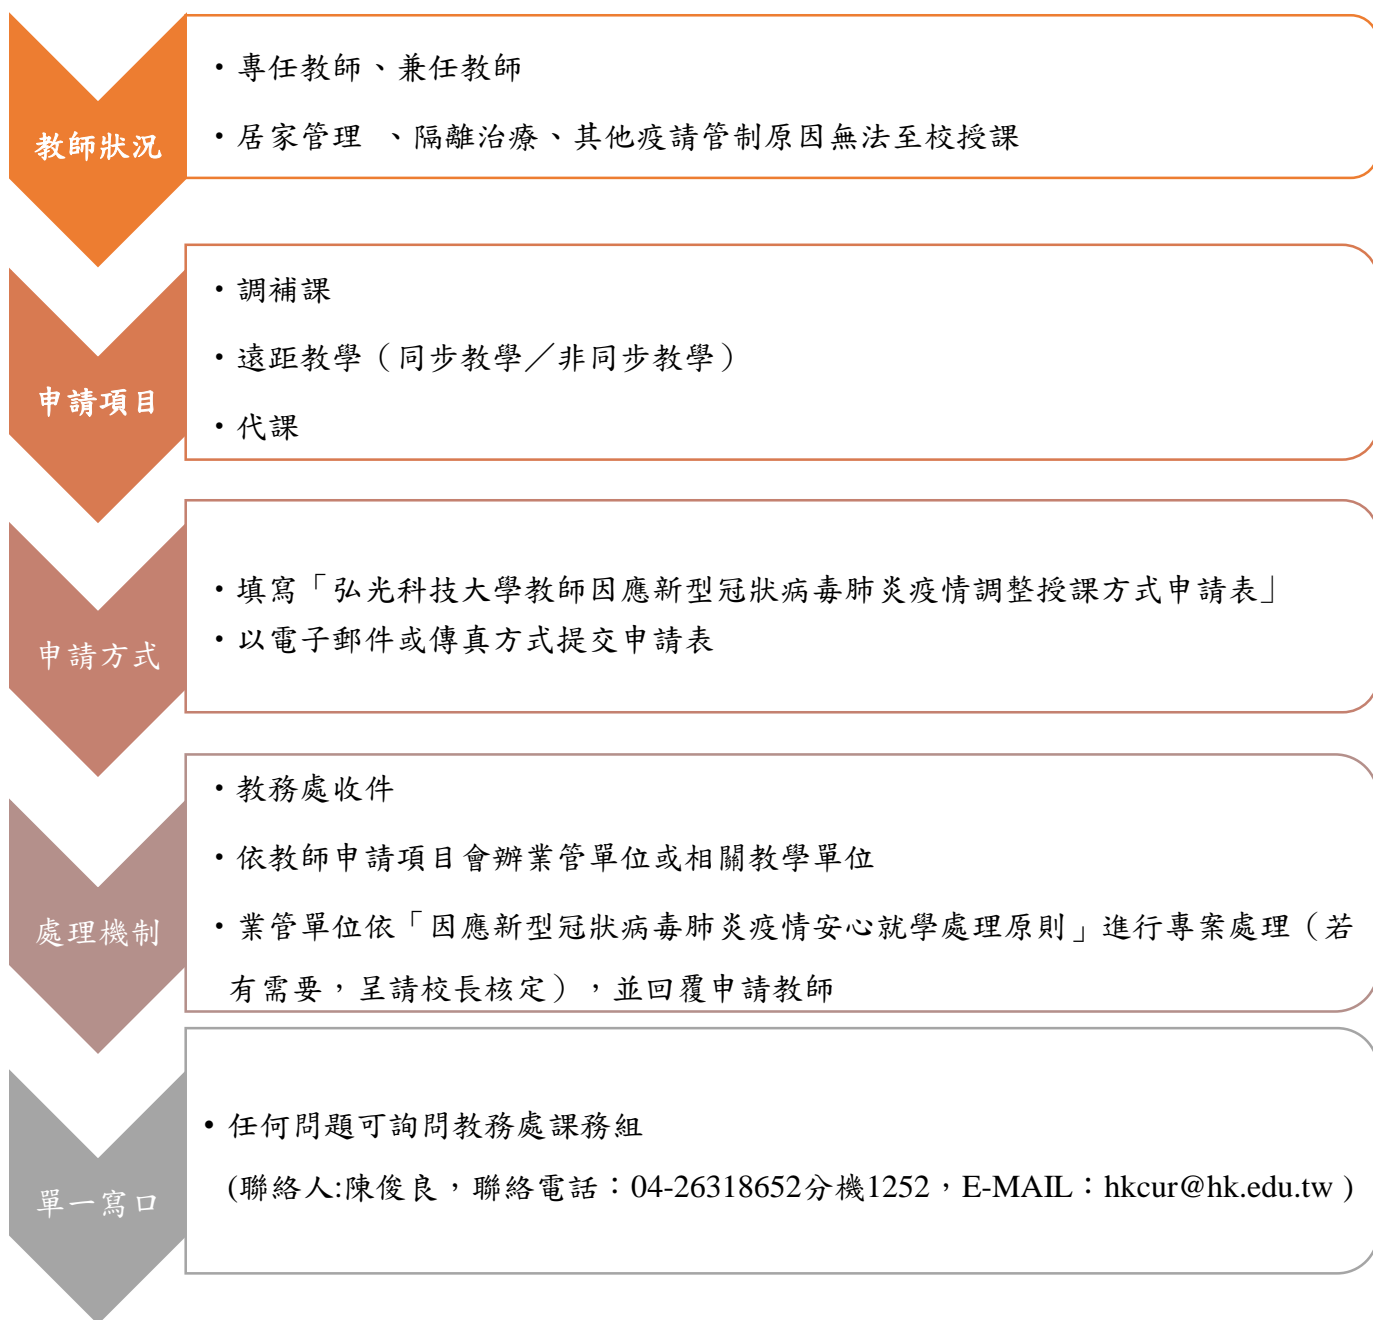 教師狀況
•專任教師、兼任教師
•居家管理 、隔離治療、其他疫請管制原因無法至校授課
申請項目
•調補課
•遠距教學（同步教學／非同步教學）
•代課
申請方式
•填寫「弘光科技大學教師因應新型冠狀病毒肺炎疫情調整授課方式申請表」
•以電子郵件或傳真方式提交申請表
處理機制
•教務處收件
•依教師申請項目會辦業管單位或相關教學單位
•業管單位依「因應新型冠狀病毒肺炎疫情安心就學處理原則」進行專案處理（若
有需要，呈請校長核定），並回覆申請教師
單一窩口
•任何問題可詢問教務處課務組
(聯絡人:陳俊良，聯絡電話：04-26318652分機1252，E-MAIL：hkcur@hk.edu.tw )